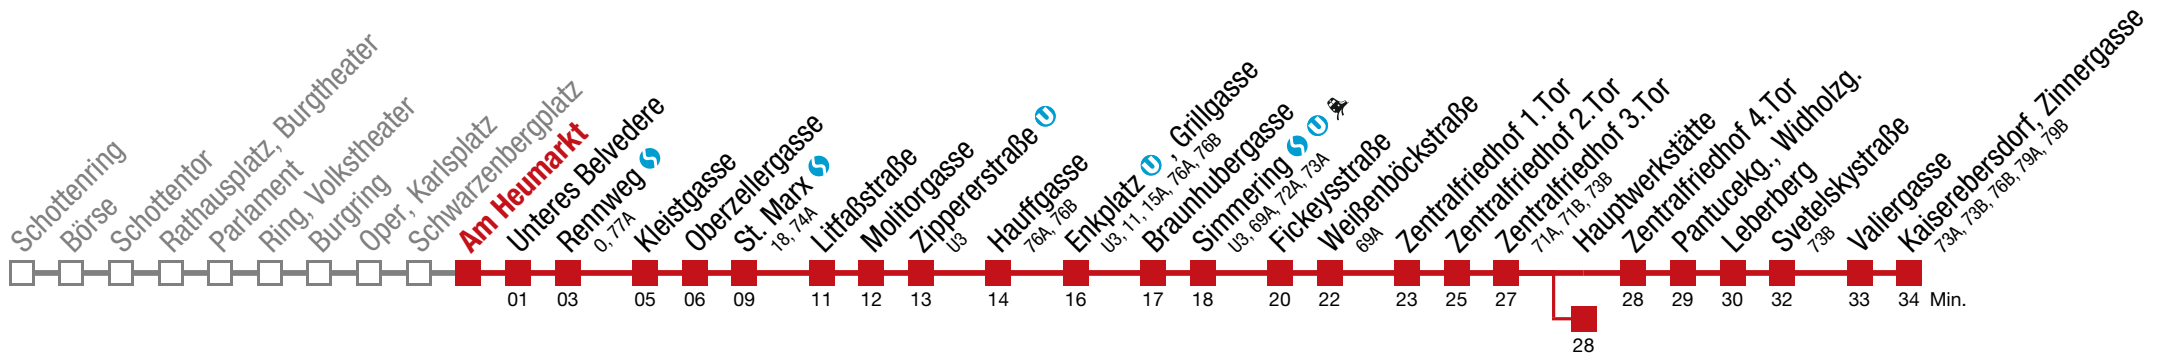 Schottenring
Börse
Schottentor
Rathausplatz, Burgtheater
Parlament
Ring, Volkstheater
Burgring
Oper, Karlsplatz
Schwarzenbergplatz
Am Heumarkt
Unteres Belvedere
Rennweg
0, 77A
Kleistgasse
Oberzellergasse
St. Marx
18, 74A
Litfaßstraße
Molitorgasse
Zippererstraße U
U3
Hauffgasse
76A, 76B
Enkplatz U , Grillgasse
U3, 11, 15A, 76A, 76B
Braunhubergasse
Simmering U
U3, 69A, 72A, 73A
Fickeysstraße
Weißenböckstraße
69A
Zentralfriedhof 1.Tor
Zentralfriedhof 2.Tor
Zentralfriedhof 3.Tor
71A, 71B, 73B
Hauptwerkstätte
Zentralfriedhof 4.Tor
Pantucekg., Widholzg.
Leberberg
Svetelskystraße
73B
Valiergasse
Kaiserebersdorf, Zinnergasse
73A, 73B, 76B, 79A, 79B
01 03 05 06 09 11 12 13 14 16 17 18 20 22 23 25 27 28 29 30 32 33 34 Min.
28